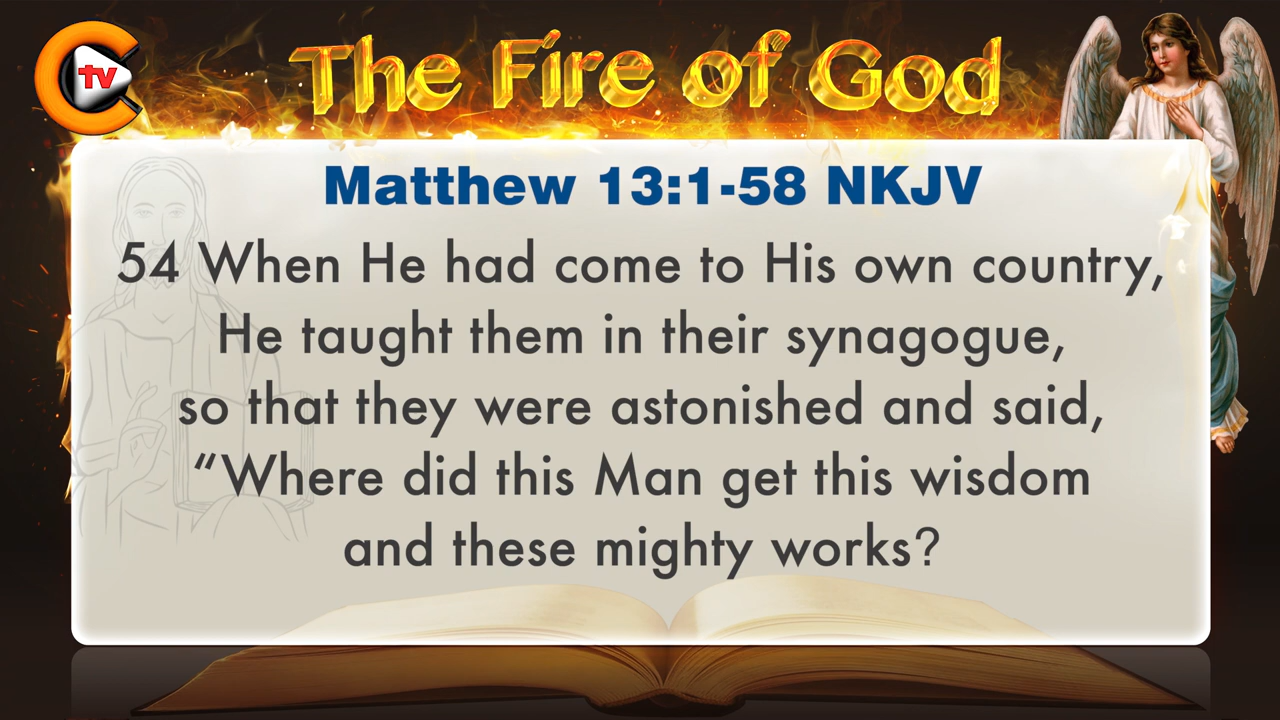 tv
The Fire of God
Matthew 13:1-58 NKJV
54 When He had come to His own country,
He taught them in their synagogue,
so that they were astonished and said,
“Where did this Man get this wisdom
and these mighty works?